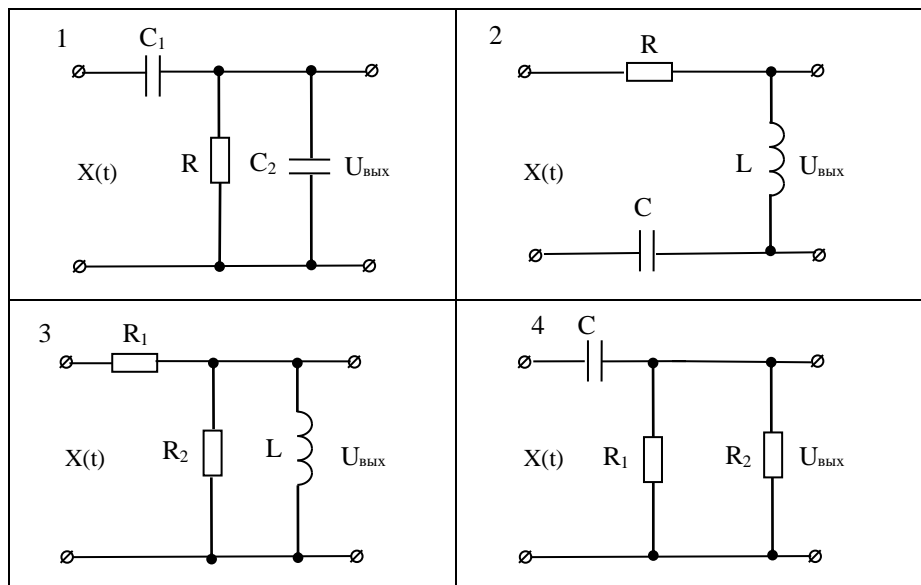 1
C₁
X(t)
R
C₂
Uвых
2
R
X(t)
L
Uвых
C
3
R₁
X(t)
R₂
L
Uвых
4
C
X(t)
R₁
R₂
Uвых